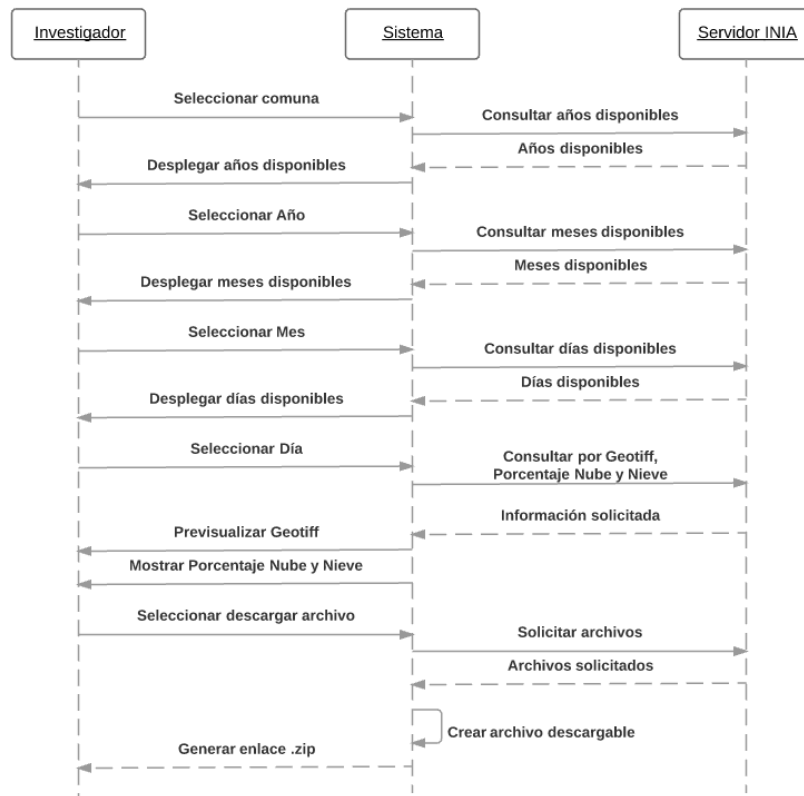 Investigador
Sistema
Servidor INIA
Seleccionar comuna
Consultar años disponibles
Años disponibles
Desplegar años disponibles
Seleccionar Año
Consultar meses disponibles
Meses disponibles
Desplegar meses disponibles
Seleccionar Mes
Consultar días disponibles
Días disponibles
Desplegar días disponibles
Seleccionar Día
Consultar por Geotiff,
Porcentaje Nube y Nieve
Información solicitada
Previsualizar Geotiff
Mostrar Porcentaje Nube y Nieve
Seleccionar descargar archivo
Solicitar archivos
Archivos solicitados
Crear archivo descargable
Generar enlace .zip